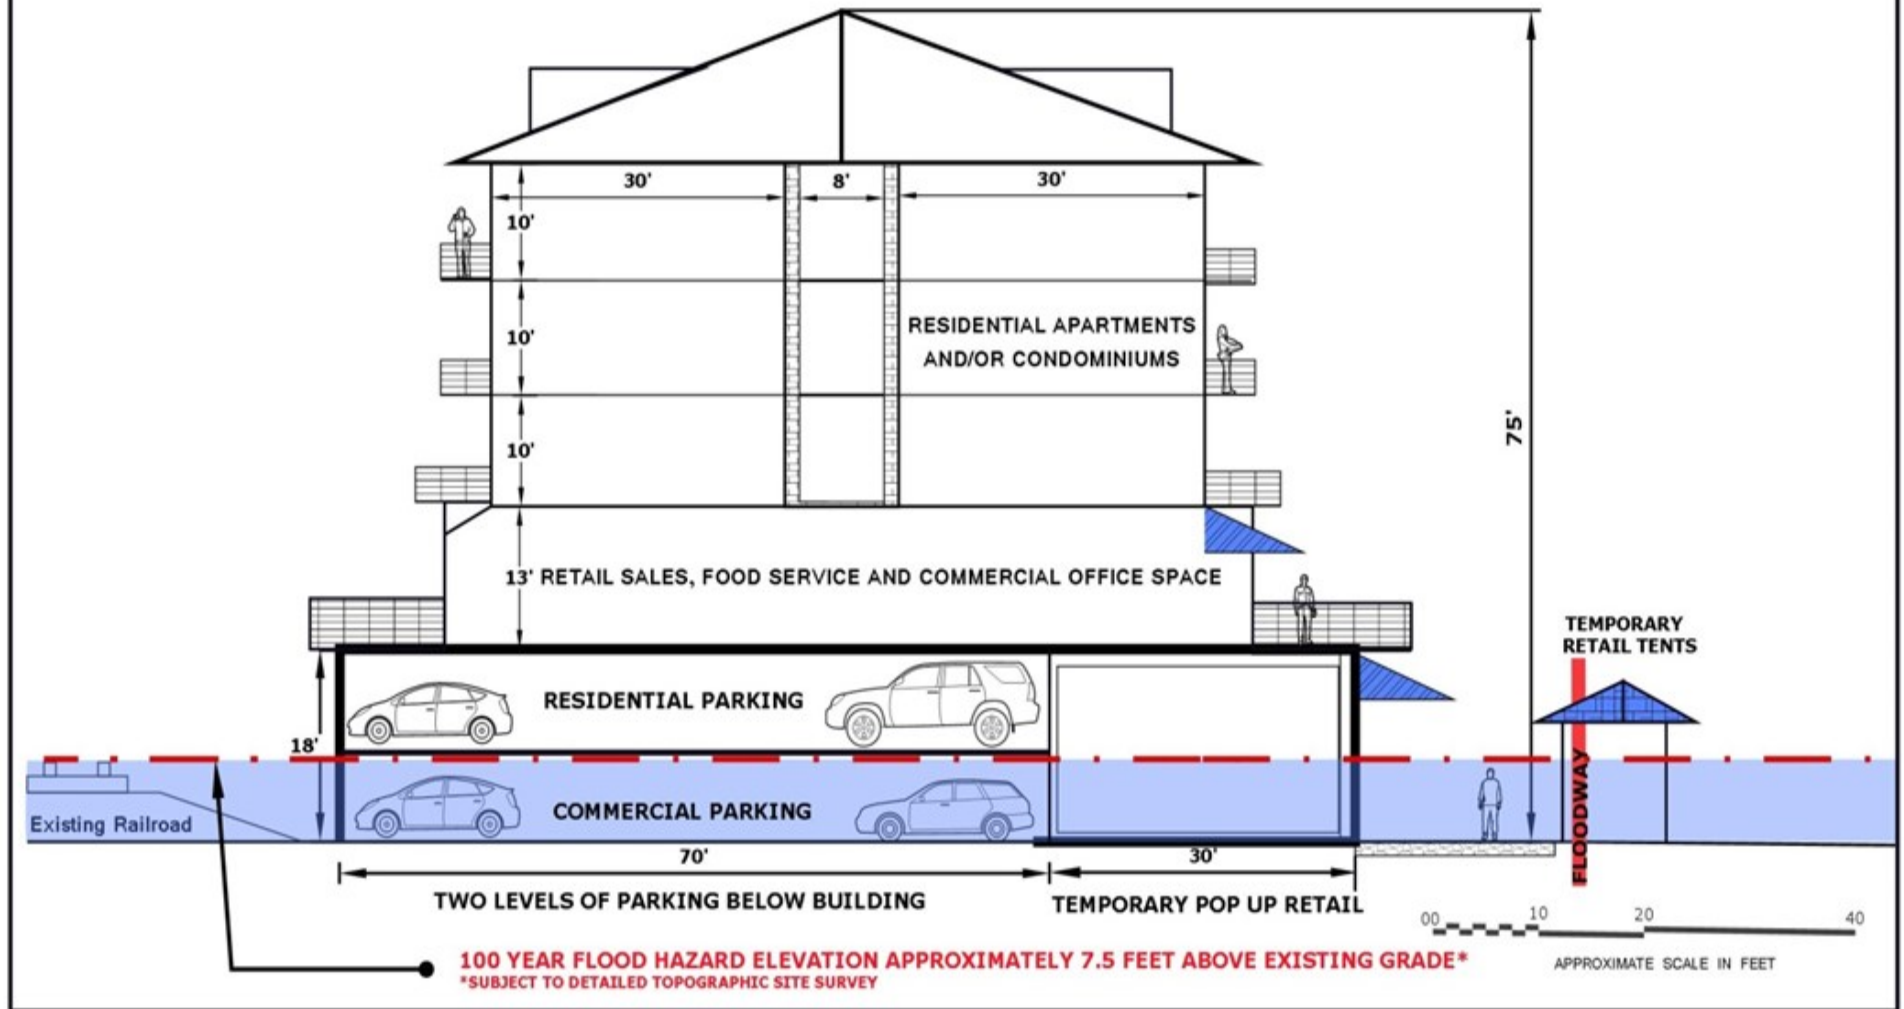 30'
8'
30'
10'
10'
RESIDENTIAL APARTMENTS
AND/OR CONDOMINIUMS
10'
75'
13' RETAIL SALES, FOOD SERVICE AND COMMERCIAL OFFICE SPACE
TEMPORARY
RETAIL TENTS
RESIDENTIAL PARKING
18'
FLOODWAY
COMMERCIAL PARKING
Existing Railroad
70'
30'
TWO LEVELS OF PARKING BELOW BUILDING
TEMPORARY POP UP RETAIL
00 10 20 40
100 YEAR FLOOD HAZARD ELEVATION APPROXIMATELY 7.5 FEET ABOVE EXISTING GRADE*
*SUBJECT TO DETAILED TOPOGRAPHIC SITE SURVEY
APPROXIMATE SCALE IN FEET